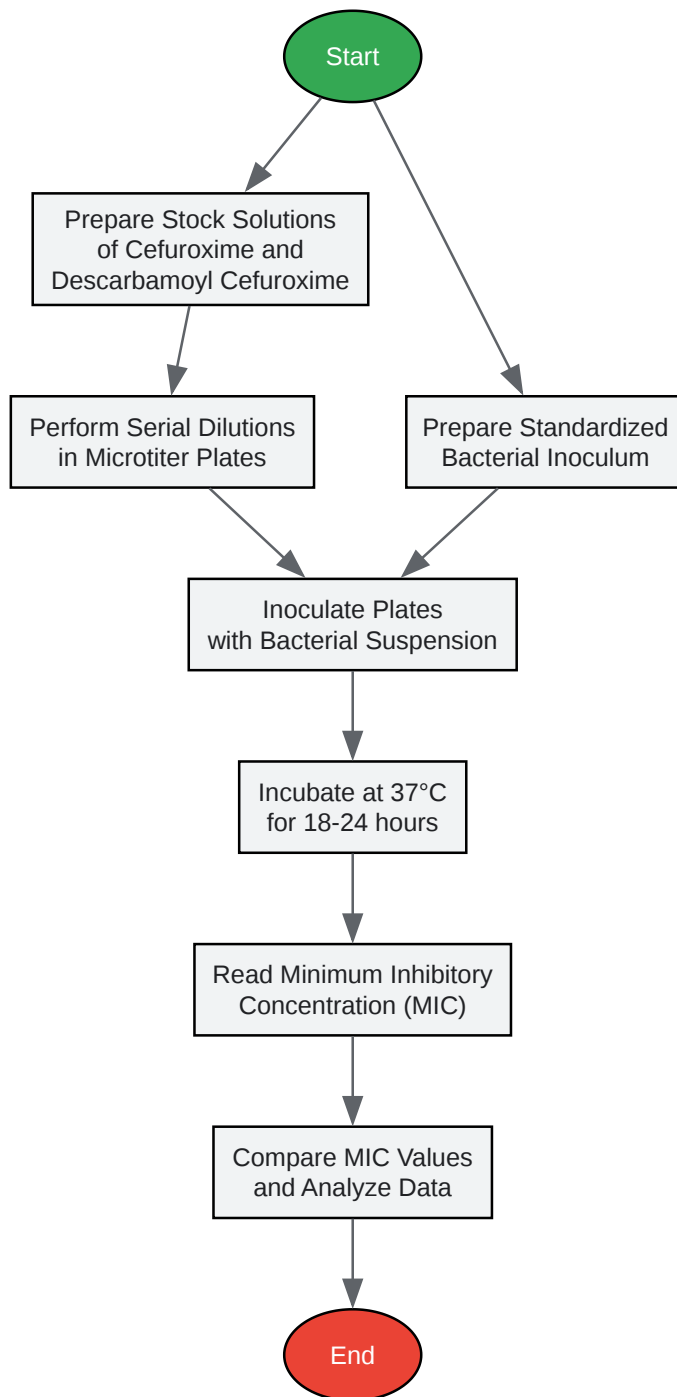 Start
Prepare Stock Solutions
of Cefuroxime and
Descarbamoyl Cefuroxime
Perform Serial Dilutions
in Microtiter Plates
Prepare Standardized
Bacterial Inoculum
Inoculate Plates
with Bacterial Suspension
Incubate at 37°C
for 18-24 hours
Read Minimum Inhibitory
Concentration (MIC)
Compare MIC Values
and Analyze Data
End